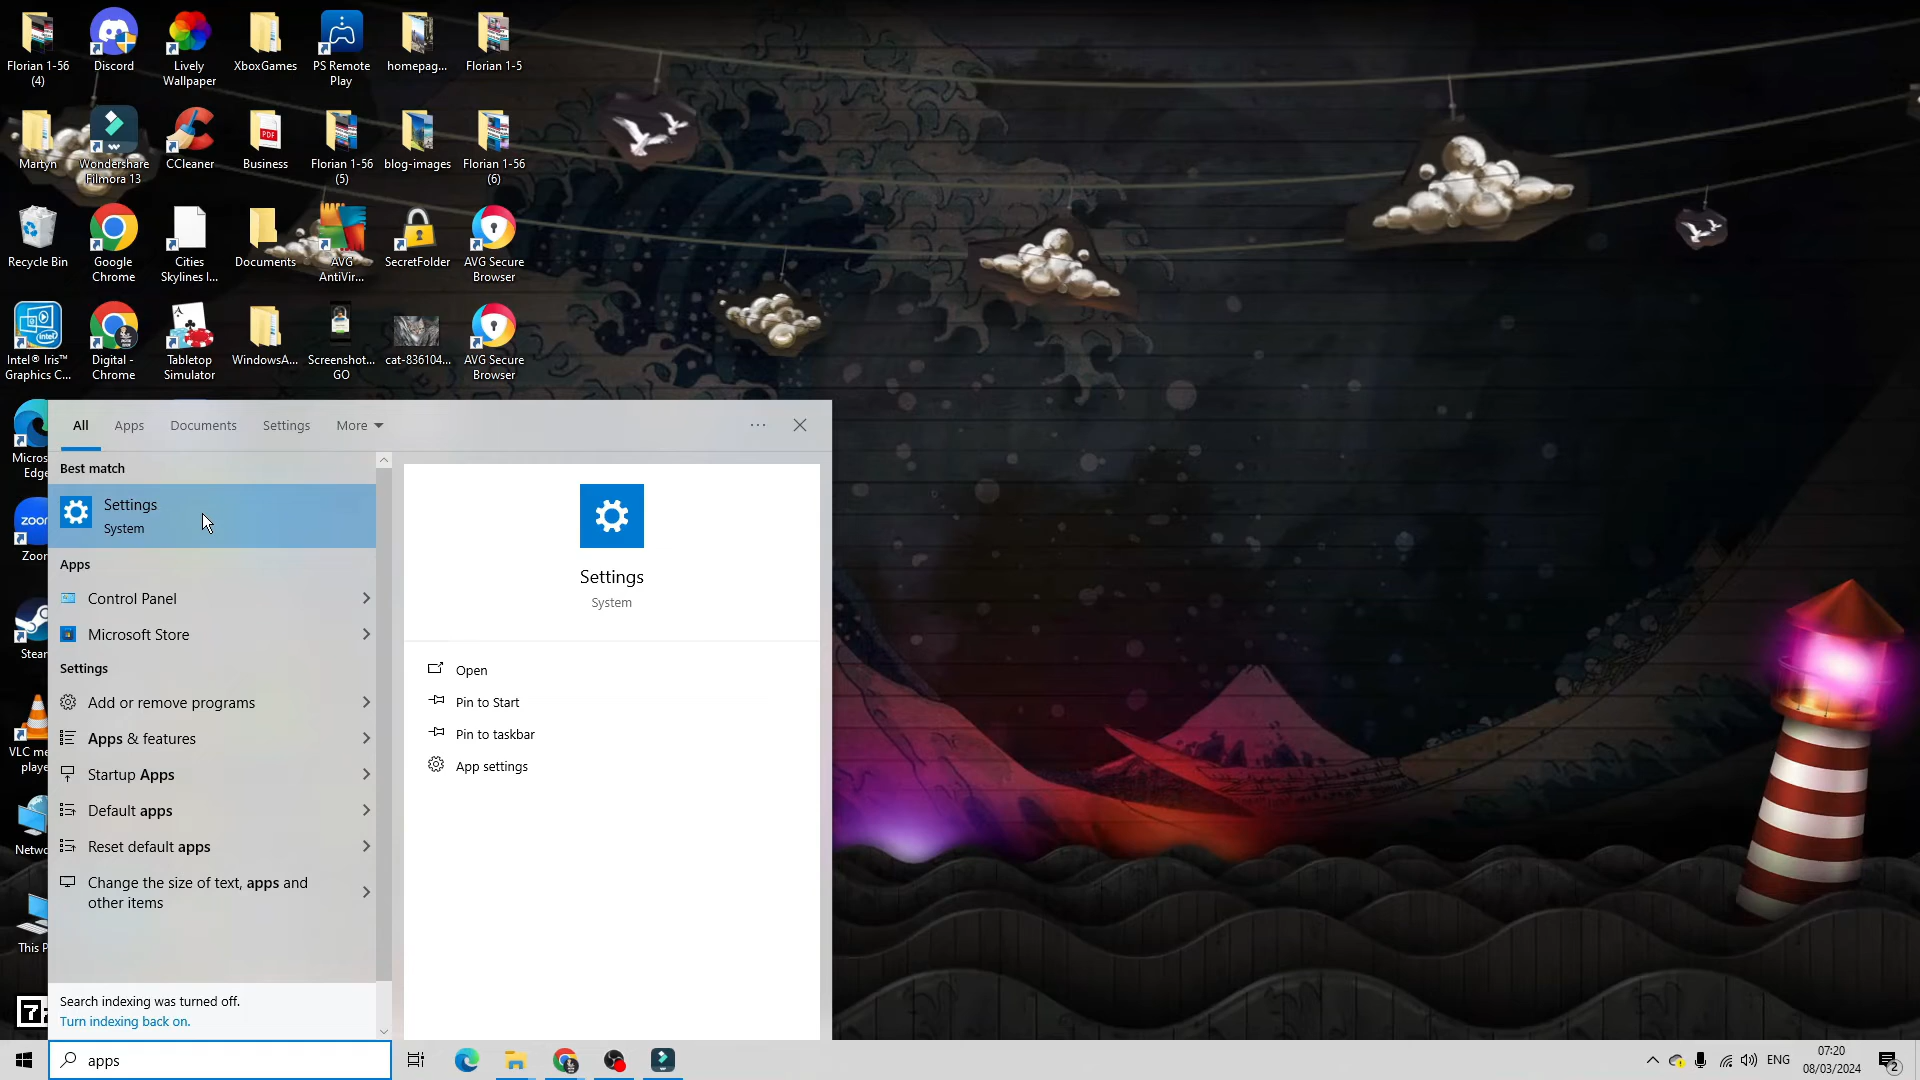 Florian 1-56
(4)
Discord
Lively
Wallpaper
XboxGames
PS Remote
Play
homepag...
Florian 1-5
Martyn
Wondershare
Filmora 13
CCleaner
PDF
Business
Florian 1-56
(5)
blog-images
Florian 1-56
(6)
Recycle Bin
Google
Chrome
Cities
Skylines I...
Documents
AVG
AntiVir...
SecretFolder
AVG Secure
Browser
intel
Intel® Iris™
Graphics C...
Digital -
Chrome
Tabletop
Simulator
WindowsA...
Screenshot...
GO
cat-836104...
AVG Secure
Browser
Micros
Edge
zoom
Zoor
Stear
VLC me
playe
Netwo
This P
All
Apps
Documents
Settings
More
Best match
Settings
System
Apps
Control Panel
Microsoft Store
Settings
Add or remove programs
Apps & features
Startup Apps
Default apps
Reset default apps
Change the size of text, apps and
other items
Search indexing was turned off.
Turn indexing back on.
Settings
System
Open
Pin to Start
Pin to taskbar
App settings
apps
ENG
07:20
08/03/2024
2